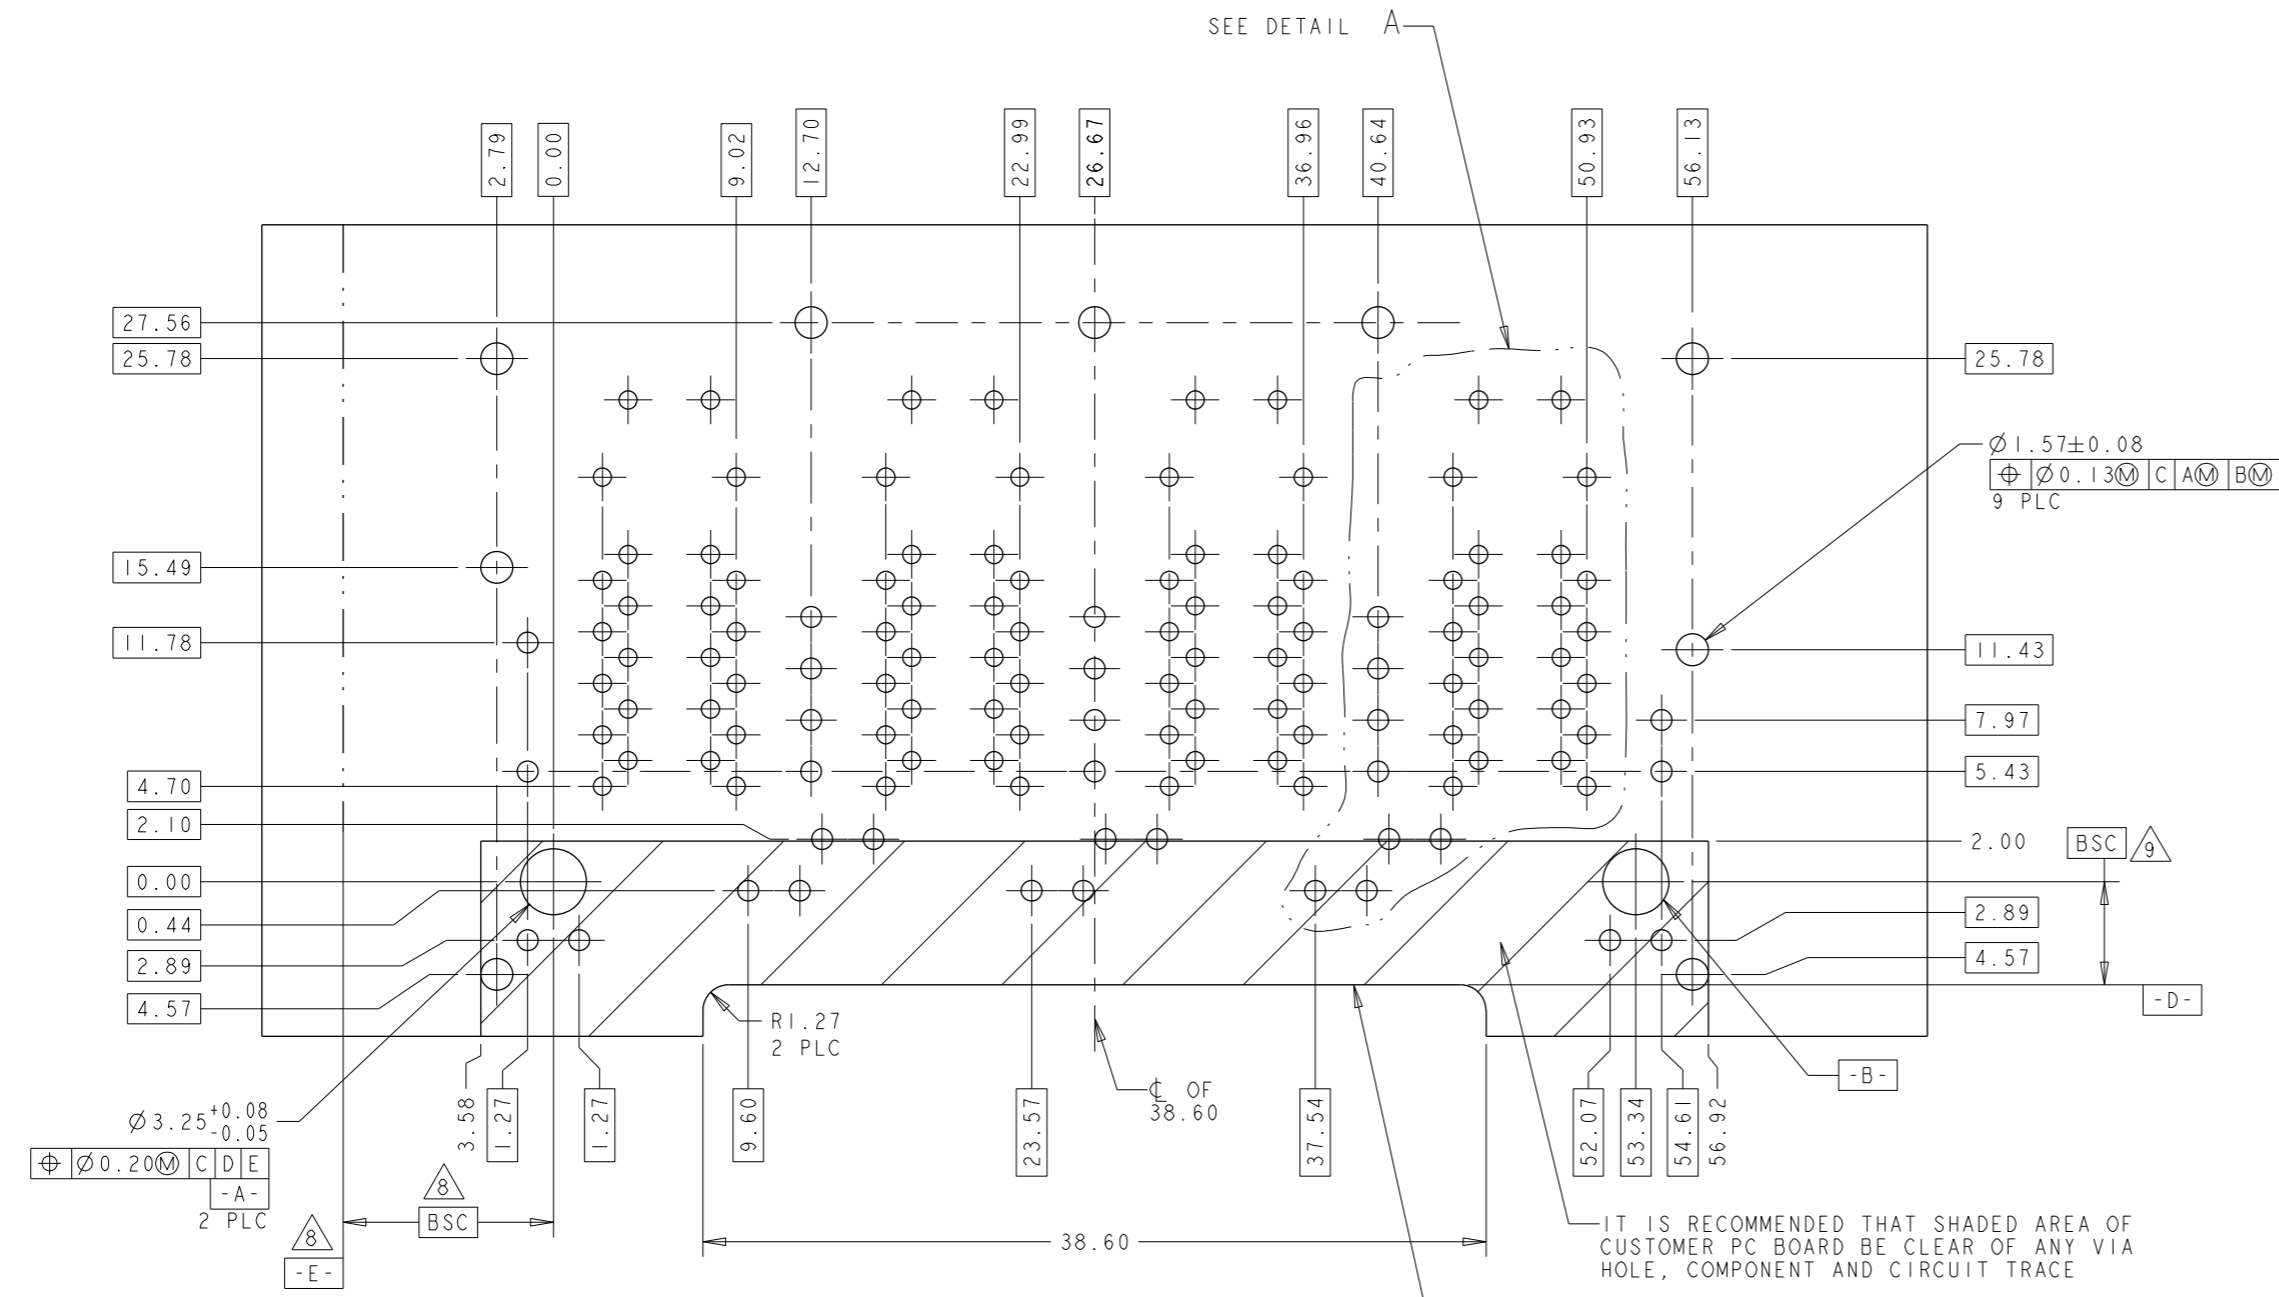 SEE DETAIL A
2.79
0.00
9.02
12.70
22.99
26.67
36.96
40.64
50.93
56.13
27.56
25.78
25.78
Ø1.57±0.08
⌖ Ø0.13Ⓜ C AⓂ BⓂ
9 PLC
15.49
11.78
11.43
7.97
4.70
5.43
2.10
2.00
BSC 9
0.00
0.44
2.89
2.89
4.57
4.57
-D-
R1.27
2 PLC
℄ OF
38.60
-B-
3.58
1.27
1.27
9.60
23.57
37.54
52.07
53.34
54.61
56.92
Ø3.25 +0.08
-0.05
⌖ Ø0.20Ⓜ C D E
-A-
2 PLC
8
BSC
8
-E-
38.60
IT IS RECOMMENDED THAT SHADED AREA OF
CUSTOMER PC BOARD BE CLEAR OF ANY VIA
HOLE, COMPONENT AND CIRCUIT TRACE